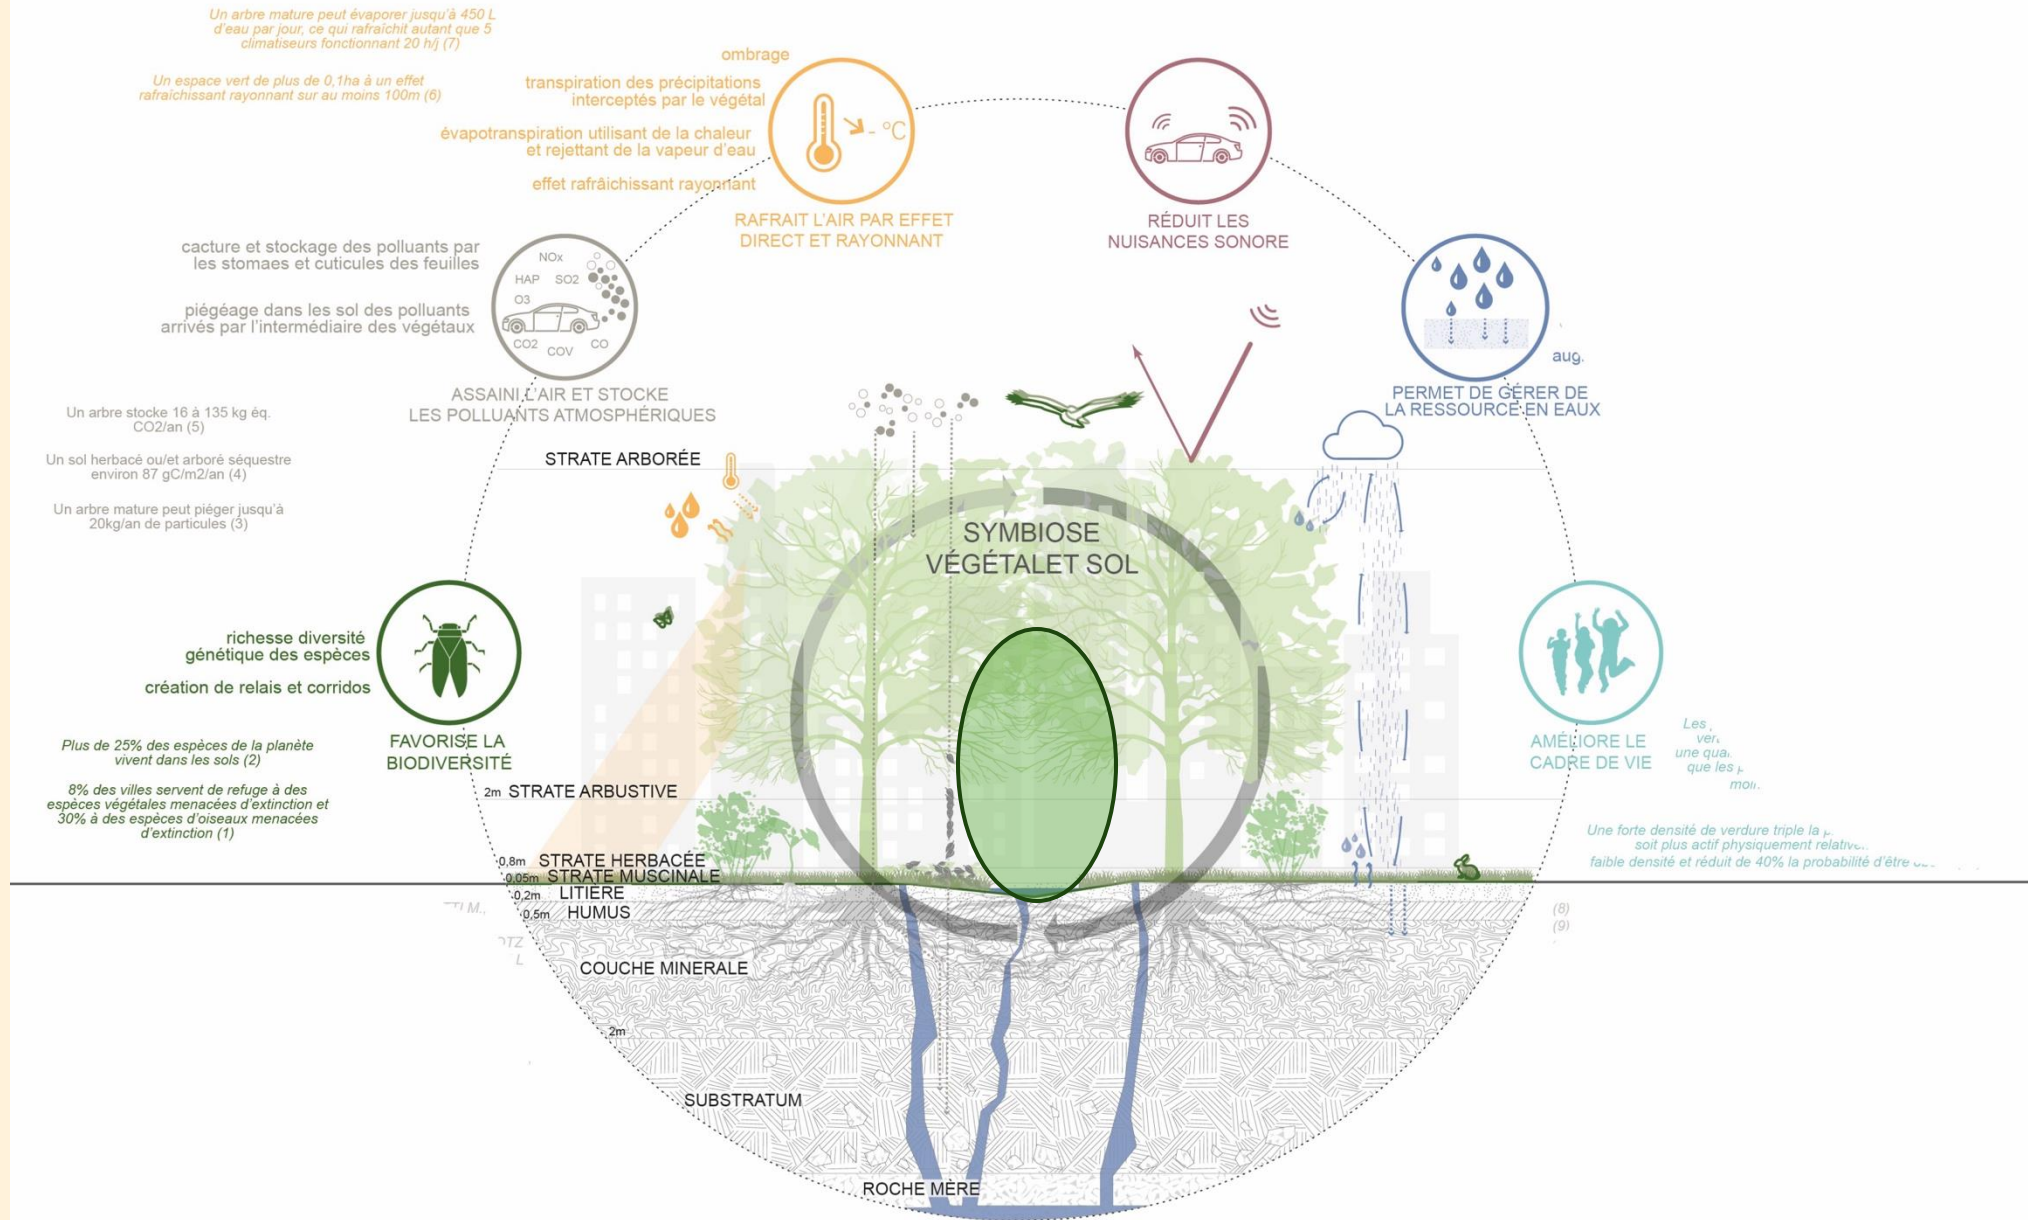 Un arbre mature peut évaporer jusqu'à 450 L
d'eau par jour, ce qui rafraîchit autant que 5
climatiseurs fonctionnant 20 h/j (7)
Un espace vert de plus de 0,1ha à un effet
rafraichissant rayonnant sur au moins 100m (6)
ombrage
transpiration des précipitations
interceptés par le végétal
évapotranspiration utilisant de la chaleur
et rejettant de la vapeur d'eau
effet rafrâichissant rayonnant
- °C
RAFRAIT L'AIR PAR EFFET
DIRECT ET RAYONNANT
RÉDUIT LES
NUISANCES SONORE
cacture et stockage des polluants par
les stomaes et cuticules des feuilles
piégéage dans les sol des polluants
arrivés par l'intermédiaire des végétaux
NOx
HAP SO2
O3
CO2 COV CO
ASSAINI L'AIR ET STOCKE
LES POLLUANTS ATMOSPHÉRIQUES
aug.
PERMET DE GÉRER DE
LA RESSOURCE EN EAUX
Un arbre stocke 16 à 135 kg éq.
CO2/an (5)
Un sol herbacé ou/et arboré séquestre
environ 87 gC/m2/an (4)
Un arbre mature peut piéger jusqu'à
20kg/an de particules (3)
STRATE ARBORÉE
SYMBIOSE
VÉGÉTALET SOL
richesse diversité
génétique des espèces
création de relais et corridos
FAVORISE LA
BIODIVERSITÉ
Plus de 25% des espèces de la planète
vivent dans les sols (2)
8% des villes servent de refuge à des
espèces végétales menacées d'extinction et
30% à des espèces d'oiseaux menacées
d'extinction (1)
AMÉLIORE LE
CADRE DE VIE
Les
une
que les
Une forte densité de verdure triple la
soit plus actif physiquement
faible densité et réduit de 40% la probabilité d'être
2m STRATE ARBUSTIVE
0,8m STRATE HERBACÉE
0,05m STRATE MUSCINALE
0,2m LITIÈRE
0,5m HUMUS
(8)
(9)
COUCHE MINERALE
2m
SUBSTRATUM
ROCHE MÈRE